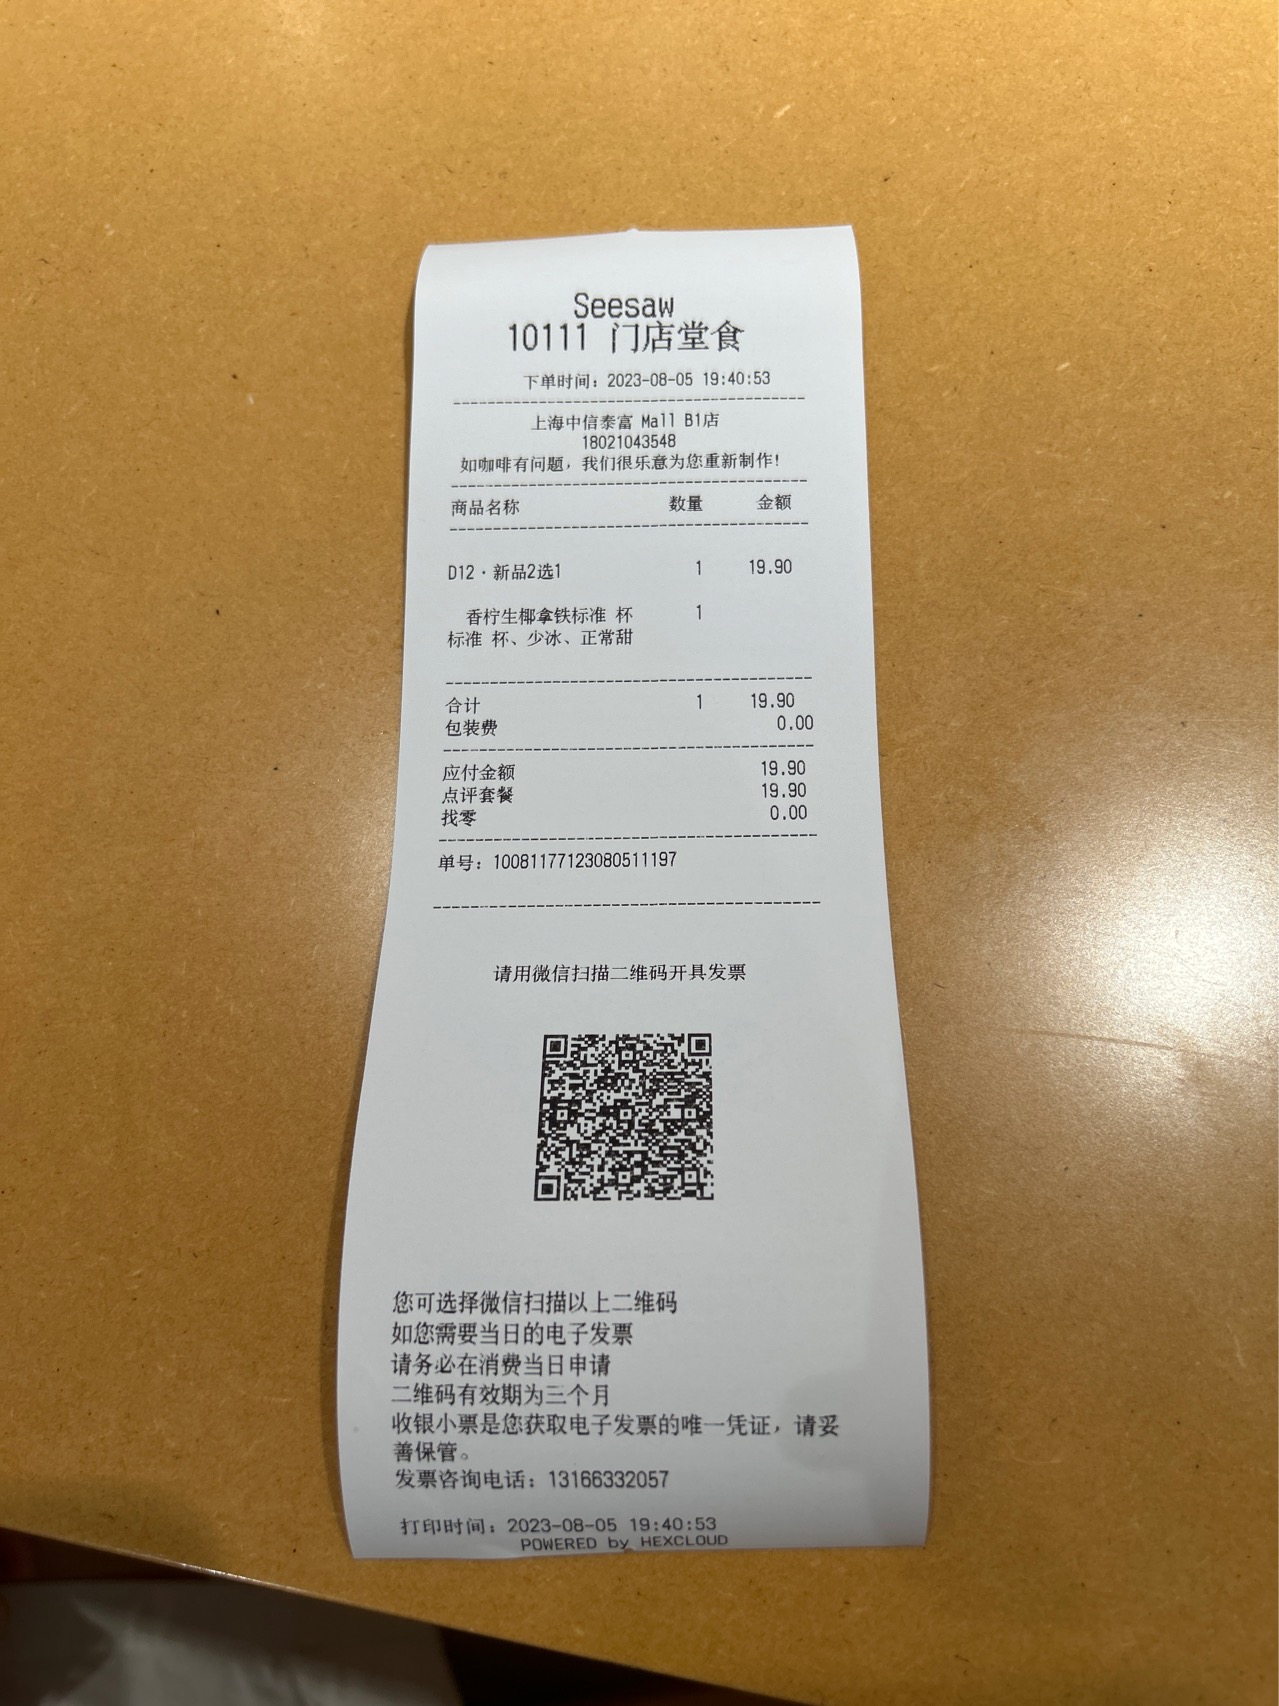 Seesaw
10111 门店堂食
下单时间：2023-08-05 19:40:53
上海中信泰富 Mall B1店
18021043548
如咖啡有问题，我们很乐意为您重新制作！
商品名称 数量 金额
D12·新品2选1 1 19.90
香柠生椰拿铁标准 杯 1
标准 杯、少冰、正常甜
合计 1 19.90
包装费 0.00
应付金额 19.90
点评套餐 19.90
找零 0.00
单号：10081177123080511197
请用微信扫描二维码开具发票
您可选择微信扫描以上二维码
如您需要当日的电子发票
请务必在消费当日申请
二维码有效期为三个月
收银小票是您获取电子发票的唯一凭证，请妥
善保管。
发票咨询电话：13166332057
打印时间：2023-08-05 19:40:53
POWERED by HEXCLOUD